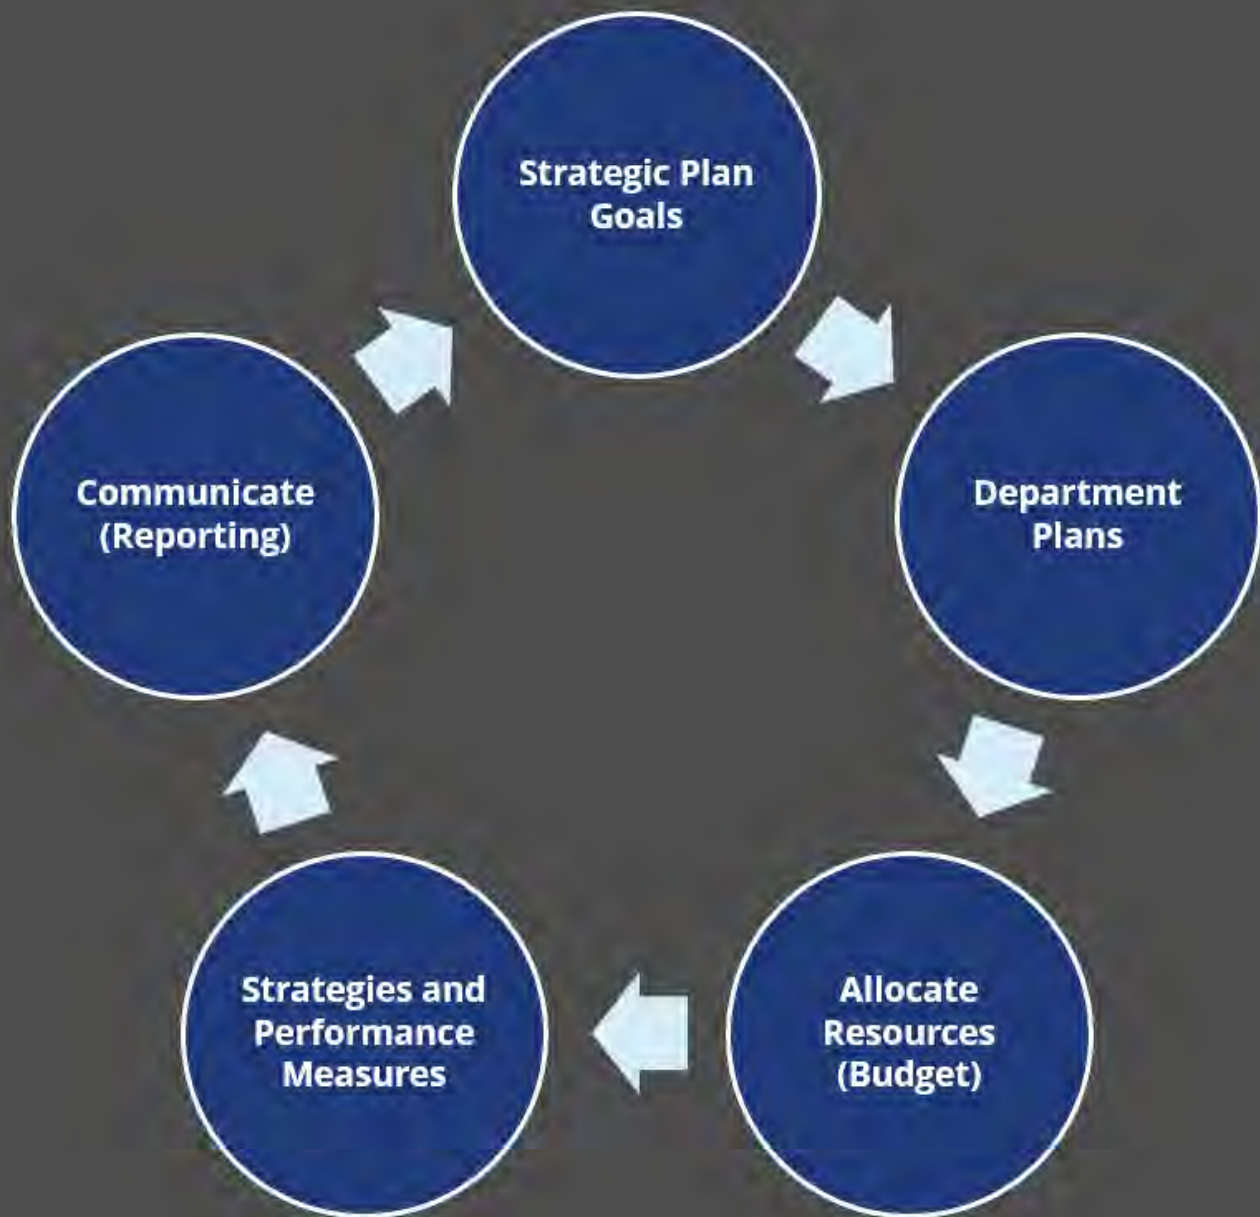 Strategic Plan
Goals
Department
Plans
Allocate
Resources
(Budget)
Strategies and
Performance
Measures
Communicate
(Reporting)